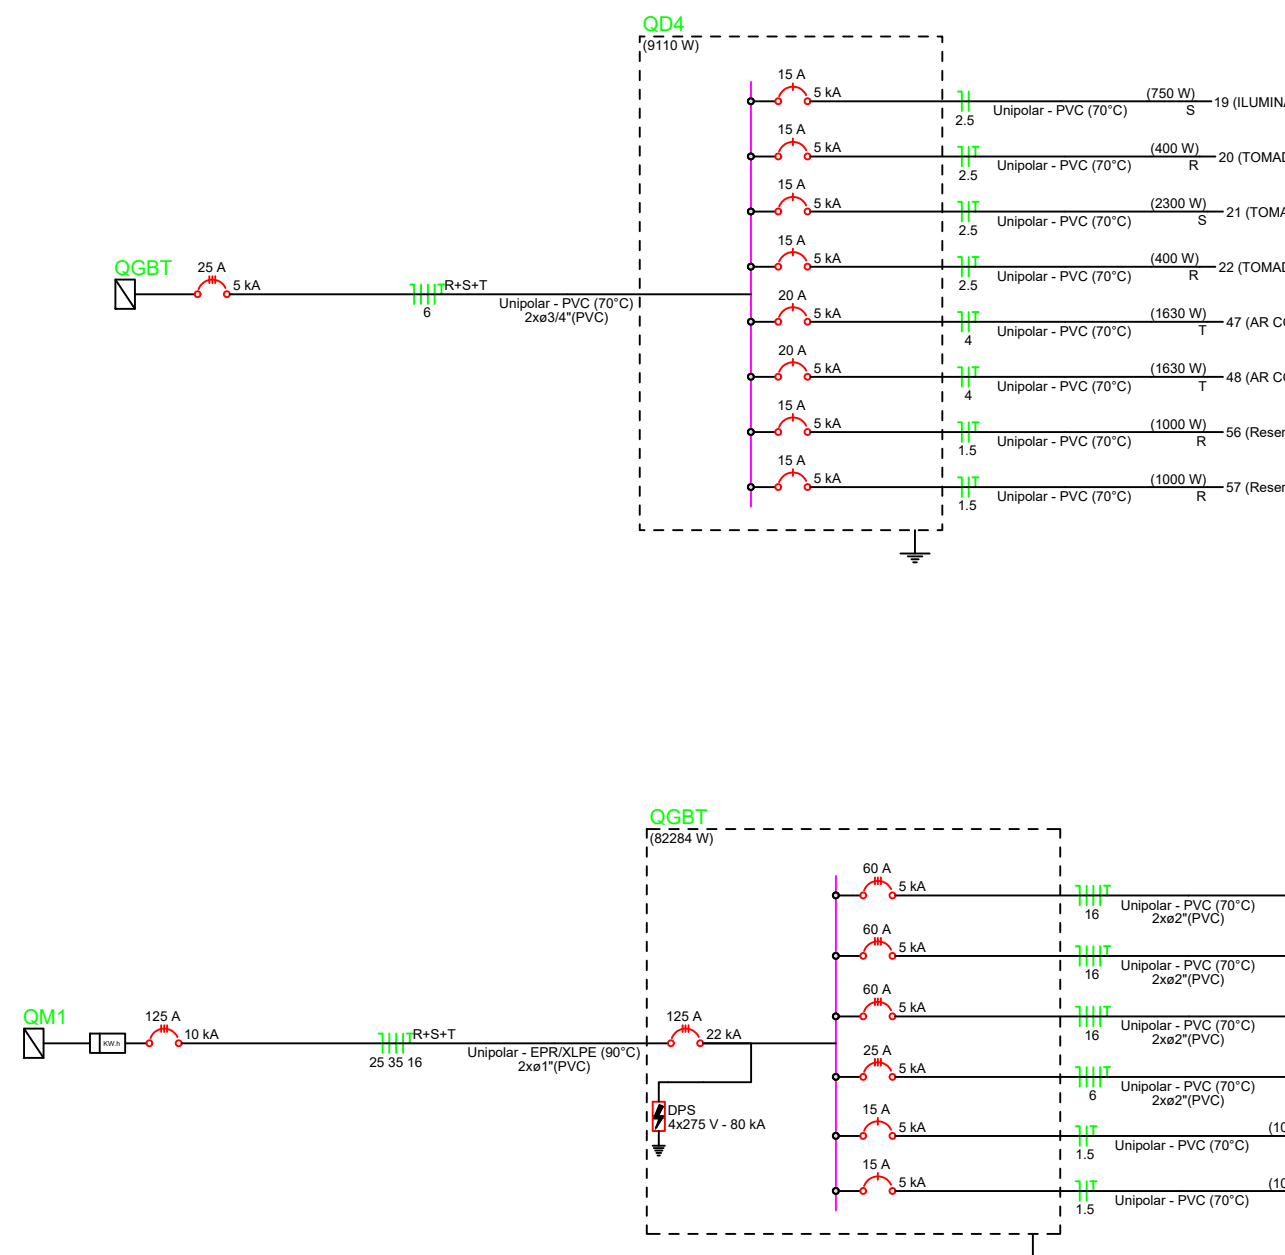 QD4
(9110 W)
15 A
5 kA
2.5
Unipolar - PVC (70°C)
(750 W)
S
19 (ILUMINA
15 A
5 kA
2.5
Unipolar - PVC (70°C)
(400 W)
R
20 (TOMAD
15 A
5 kA
2.5
Unipolar - PVC (70°C)
(2300 W)
S
21 (TOMA
15 A
5 kA
2.5
Unipolar - PVC (70°C)
(400 W)
R
22 (TOMAD
QGBT
25 A
5 kA
R+S+T
6
Unipolar - PVC (70°C)
2xø3/4"(PVC)
20 A
5 kA
4
Unipolar - PVC (70°C)
(1630 W)
T
47 (AR CO
20 A
5 kA
4
Unipolar - PVC (70°C)
(1630 W)
T
48 (AR CO
15 A
5 kA
1.5
Unipolar - PVC (70°C)
(1000 W)
R
56 (Reser
15 A
5 kA
1.5
Unipolar - PVC (70°C)
(1000 W)
R
57 (Reser
QGBT
(82284 W)
60 A
5 kA
16
Unipolar - PVC (70°C)
2xø2"(PVC)
60 A
5 kA
16
Unipolar - PVC (70°C)
2xø2"(PVC)
60 A
5 kA
16
Unipolar - PVC (70°C)
2xø2"(PVC)
QM1
KW.h
125 A
10 kA
R+S+T
25 35 16
Unipolar - EPR/XLPE (90°C)
2xø1"(PVC)
125 A
22 kA
DPS
4x275 V - 80 kA
25 A
5 kA
6
Unipolar - PVC (70°C)
2xø2"(PVC)
15 A
5 kA
1.5
Unipolar - PVC (70°C)
(10
15 A
5 kA
1.5
Unipolar - PVC (70°C)
(10